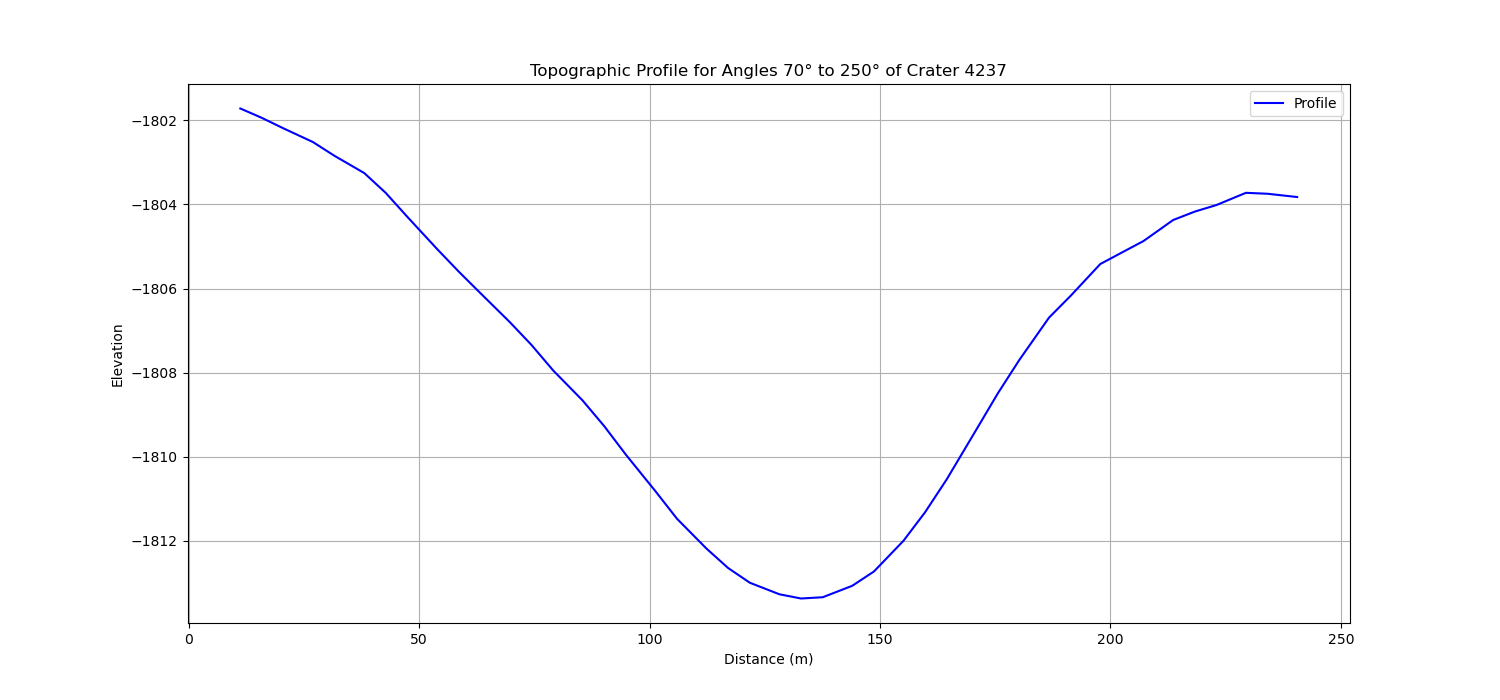 Topographic Profile for Angles 70° to 250° of Crater 4237
Profile
−1802
−1804
−1806
−1808
−1810
−1812
Elevation
0 50 100 150 200 250
Distance (m)